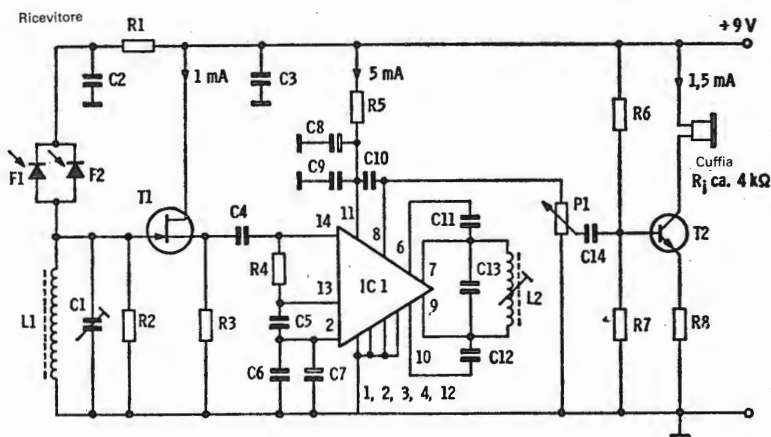 Ricevitore
R1
+9V
C2
1 mA
C3
5 mA
1,5 mA
R5
R6
C8
F1
F2
C9
C10
Cuffia
Ri ca. 4 kΩ
T1
P1
C4
14
11
8
6
C11
C14
T2
R4
7
C13
L2
IC 1
13
9
L1
C1
R2
R3
C5
2
10
C12
R7
R8
C6
C7
1, 2, 3, 4, 12